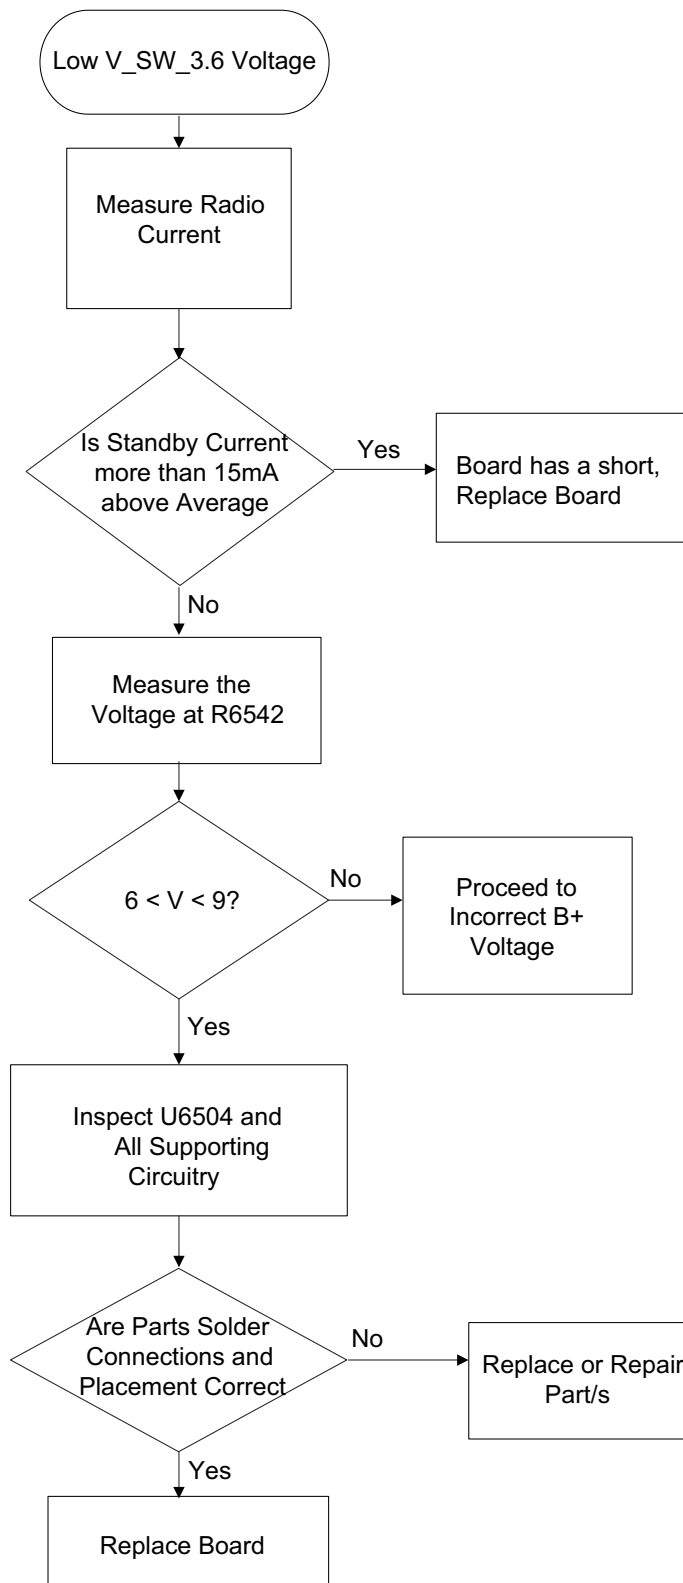 Low V_SW_3.6 Voltage
Measure Radio
Current
Is Standby Current
more than 15mA
above Average
Yes
Board has a short,
Replace Board
No
Measure the
Voltage at R6542
6 < V < 9?
No
Proceed to
Incorrect B+
Voltage
Yes
Inspect U6504 and
All Supporting
Circuitry
Are Parts Solder
Connections and
Placement Correct
No
Replace or Repair
Part/s
Yes
Replace Board